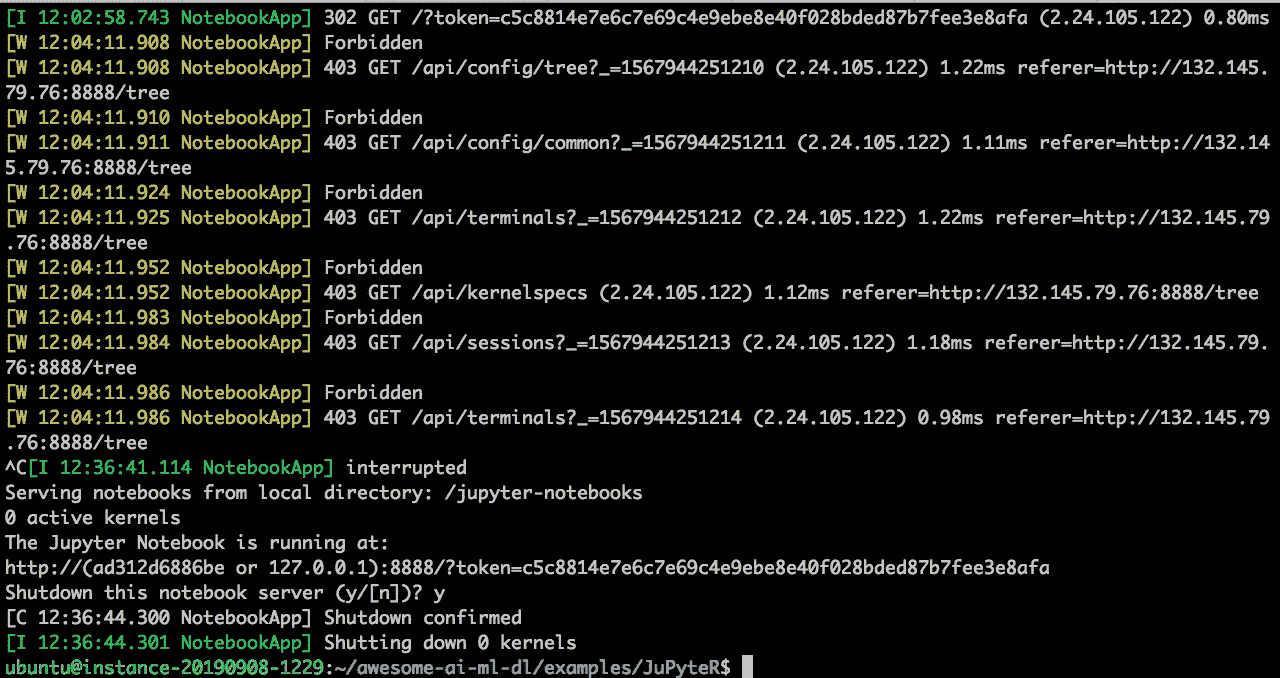 [I 12:02:58.743 NotebookApp] 302 GET /?token=c5c8814e7e6c7e69c4e9ebe8e40f028bded87b7fee3e8afa (2.24.105.122) 0.80ms
[W 12:04:11.908 NotebookApp] Forbidden
[W 12:04:11.908 NotebookApp] 403 GET /api/config/tree?_=1567944251210 (2.24.105.122) 1.22ms referer=http://132.145.
79.76:8888/tree
[W 12:04:11.910 NotebookApp] Forbidden
[W 12:04:11.911 NotebookApp] 403 GET /api/config/common?_=1567944251211 (2.24.105.122) 1.11ms referer=http://132.14
5.79.76:8888/tree
[W 12:04:11.924 NotebookApp] Forbidden
[W 12:04:11.925 NotebookApp] 403 GET /api/terminals?_=1567944251212 (2.24.105.122) 1.22ms referer=http://132.145.79
.76:8888/tree
[W 12:04:11.952 NotebookApp] Forbidden
[W 12:04:11.952 NotebookApp] 403 GET /api/kernelspecs (2.24.105.122) 1.12ms referer=http://132.145.79.76:8888/tree
[W 12:04:11.983 NotebookApp] Forbidden
[W 12:04:11.984 NotebookApp] 403 GET /api/sessions?_=1567944251213 (2.24.105.122) 1.18ms referer=http://132.145.79.
76:8888/tree
[W 12:04:11.986 NotebookApp] Forbidden
[W 12:04:11.986 NotebookApp] 403 GET /api/terminals?_=1567944251214 (2.24.105.122) 0.98ms referer=http://132.145.79
.76:8888/tree
^C[I 12:36:41.114 NotebookApp] interrupted
Serving notebooks from local directory: /jupyter-notebooks
0 active kernels
The Jupyter Notebook is running at:
http://(ad312d6886be or 127.0.0.1):8888/?token=c5c8814e7e6c7e69c4e9ebe8e40f028bded87b7fee3e8afa
Shutdown this notebook server (y/[n])? y
[C 12:36:44.300 NotebookApp] Shutdown confirmed
[I 12:36:44.301 NotebookApp] Shutting down 0 kernels
ubuntu@instance-20190908-1229:~/awesome-ai-ml-dl/examples/JuPyteR$